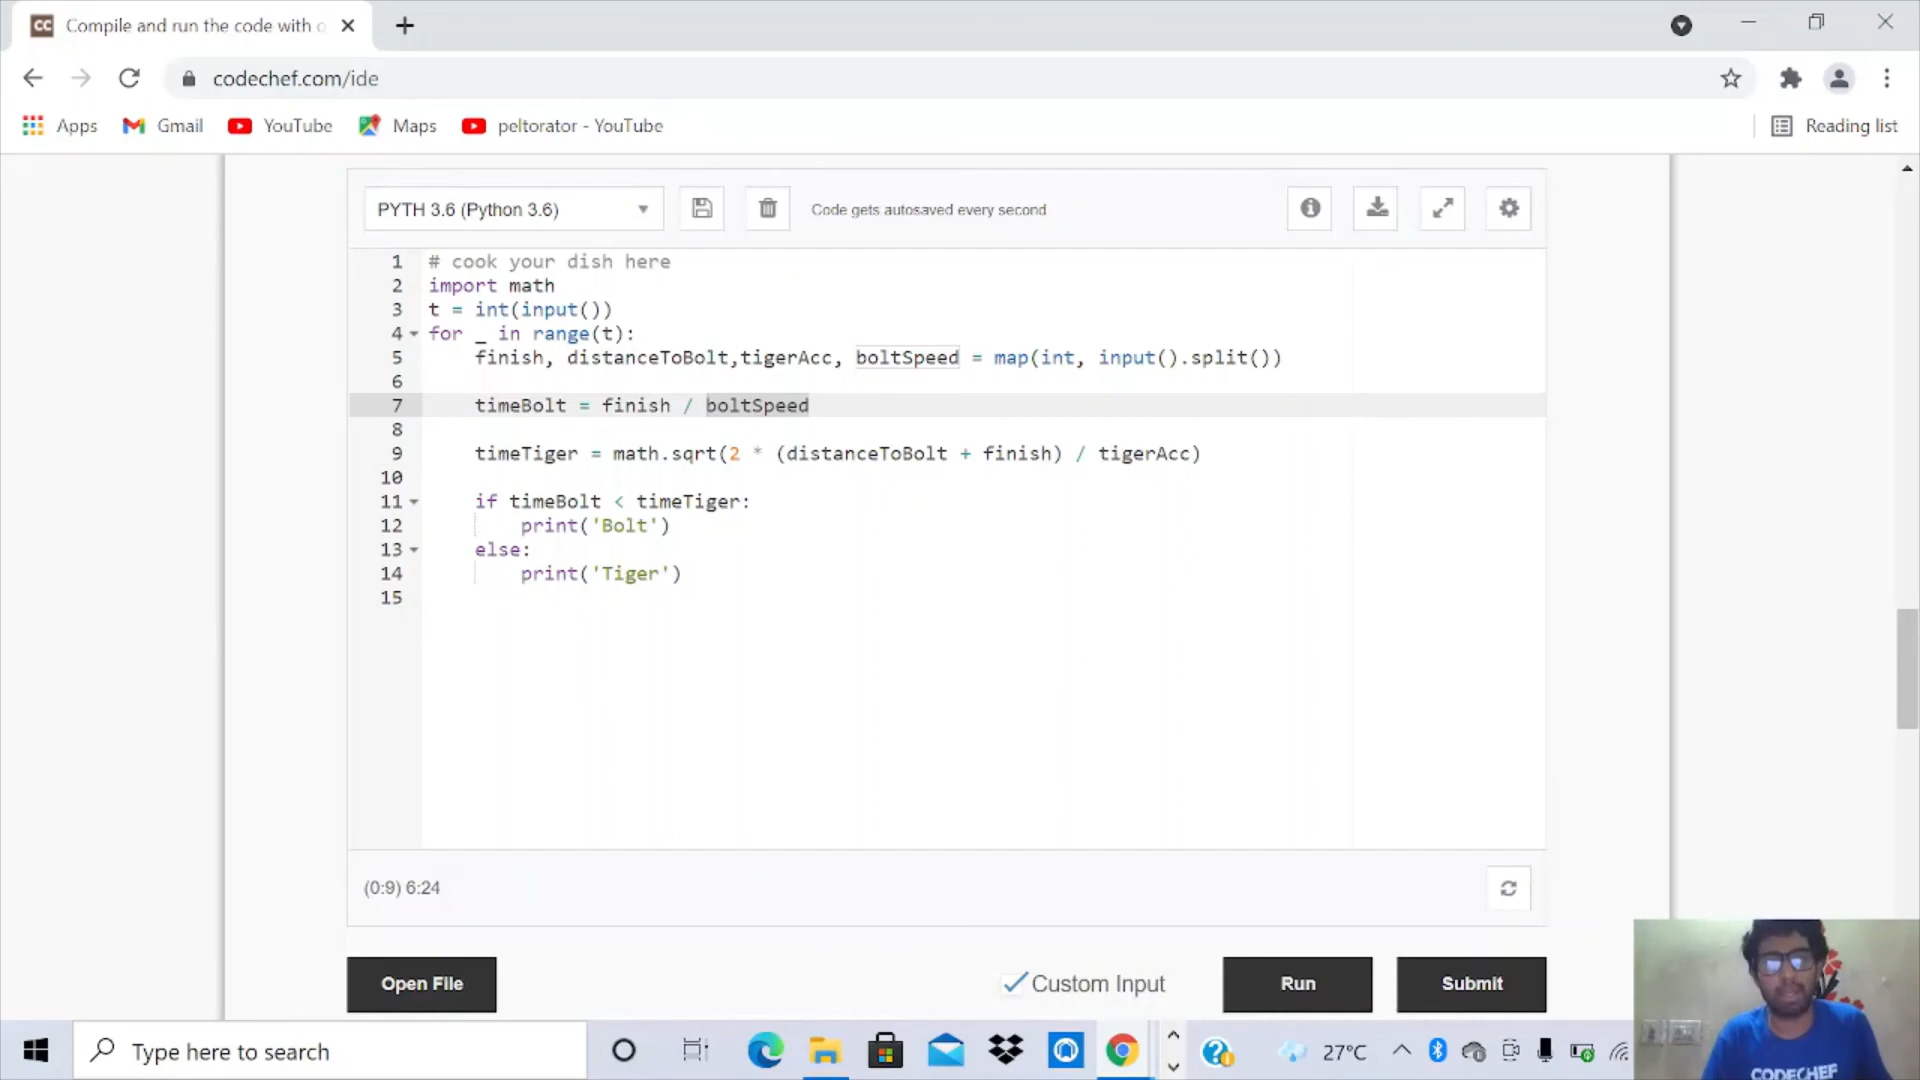 Compile and run the code with
codechef.com/ide
Apps Gmail YouTube Maps peltorator - YouTube Reading list
PYTH 3.6 (Python 3.6) Code gets autosaved every second
1 # cook your dish here
2 import math
3 t = int(input())
4 for _ in range(t):
5 finish, distanceToBolt,tigerAcc, boltSpeed = map(int, input().split())
6
7 timeBolt = finish / boltSpeed
8
9 timeTiger = math.sqrt(2 * (distanceToBolt + finish) / tigerAcc)
10
11 if timeBolt < timeTiger:
12 print('Bolt')
13 else:
14 print('Tiger')
15
(0:9) 6:24
Open File Custom Input Run Submit
Type here to search 27°C
CODECHEF